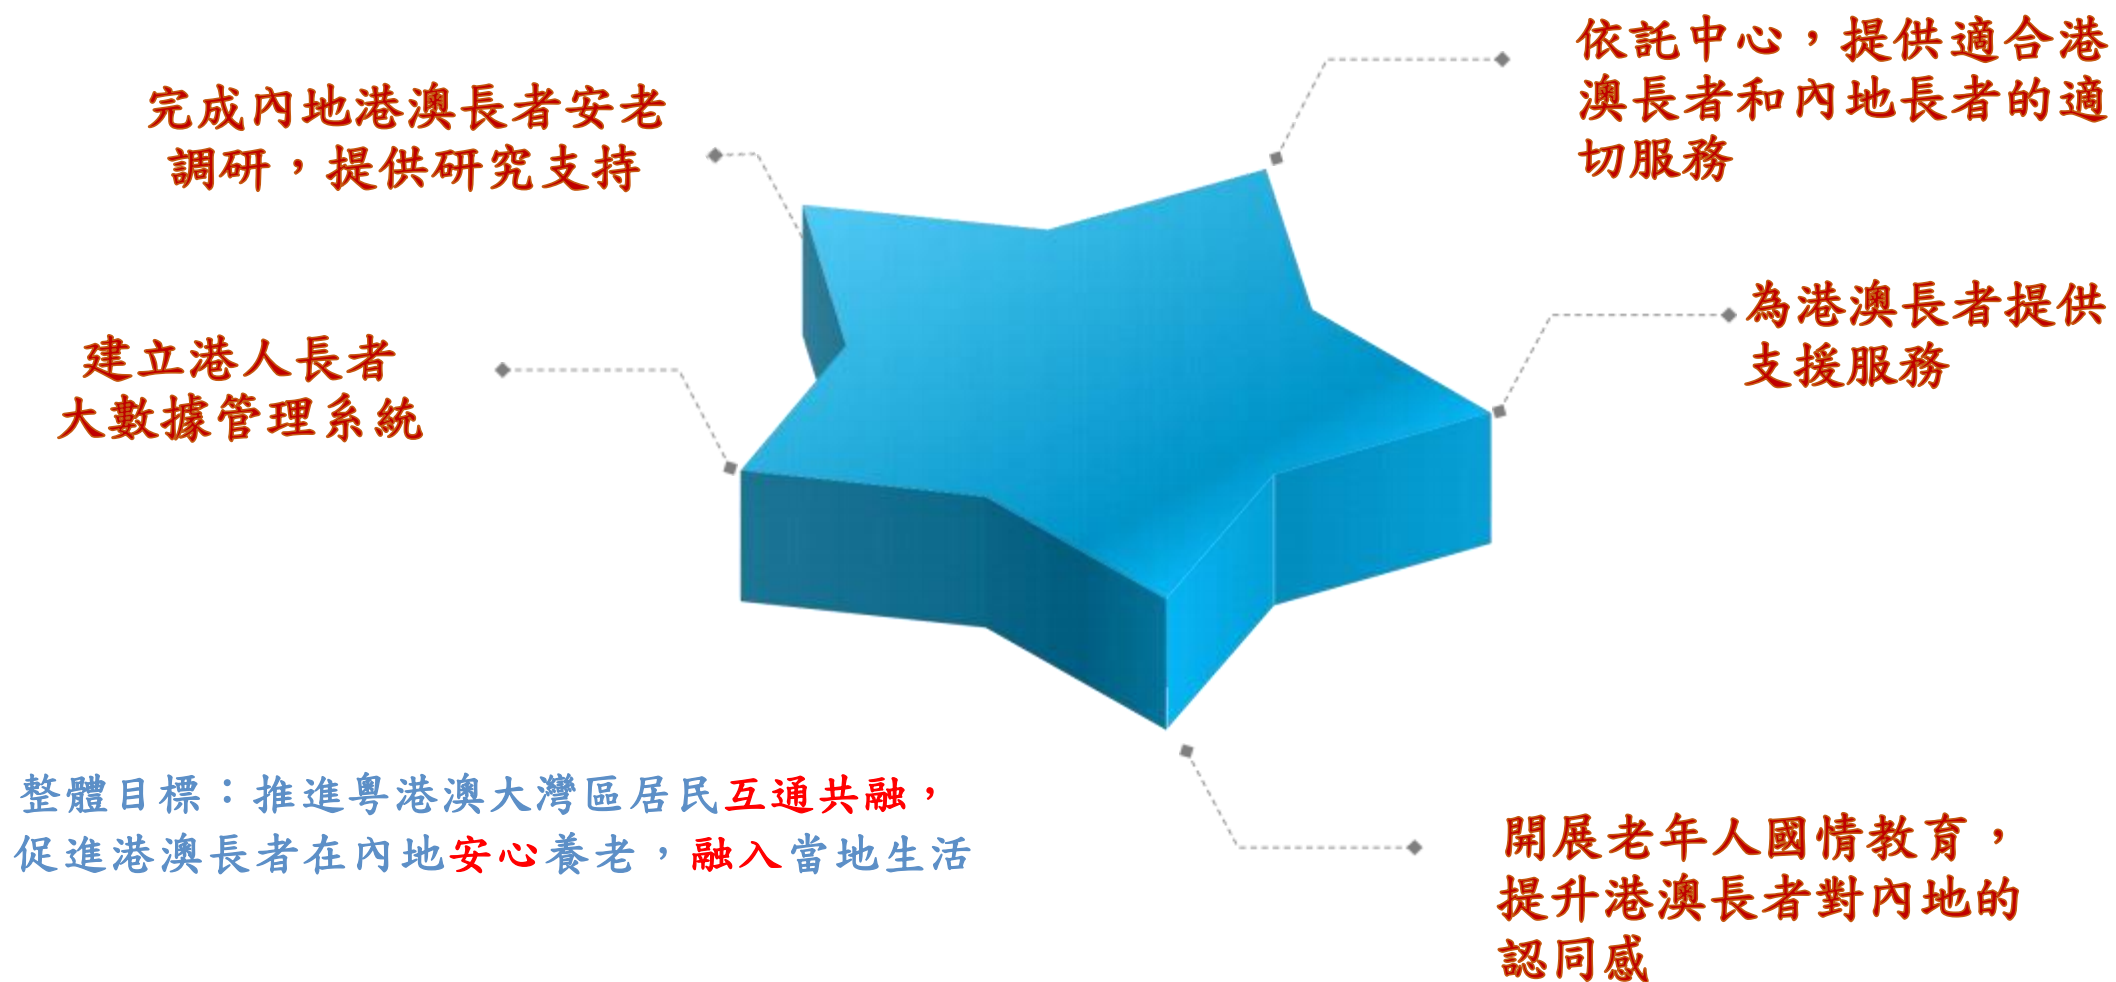 完成內地港澳長者安老
調研，提供研究支持
依託中心，提供適合港
澳長者和內地長者的適
切服務
建立港人長者
大數據管理系統
為港澳長者提供
支援服務
整體目標：推進粵港澳大灣區居民互通共融，
促進港澳長者在內地安心養老，融入當地生活
開展老年人國情教育，
提升港澳長者對內地的
認同感